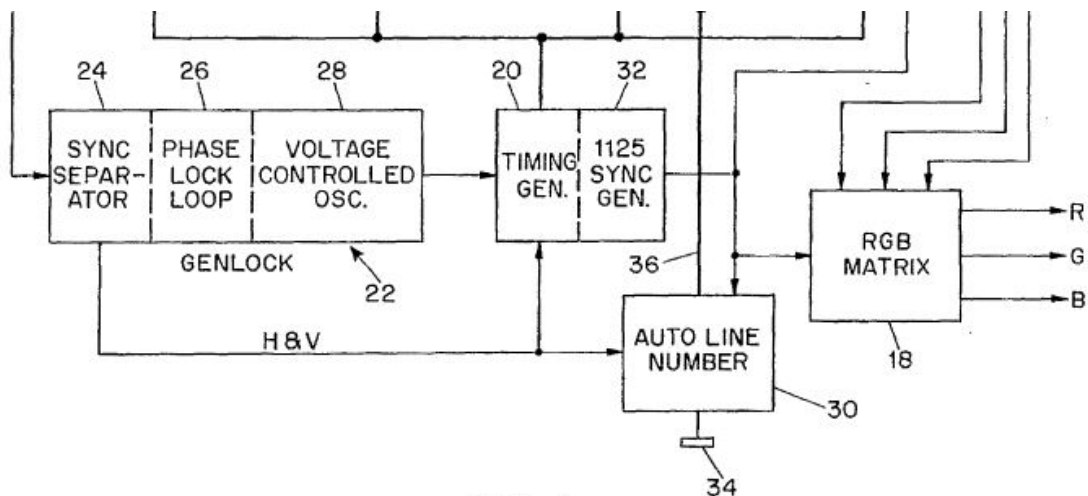 24
26
28
20
32
SYNC
SEPAR-
ATOR
PHASE
LOCK
LOOP
VOLTAGE
CONTROLLED
OSC.
TIMING
GEN.
1125
SYNC
GEN.
GENLOCK
22
36
RGB
MATRIX
R
G
B
18
H&V
AUTO LINE
NUMBER
30
34